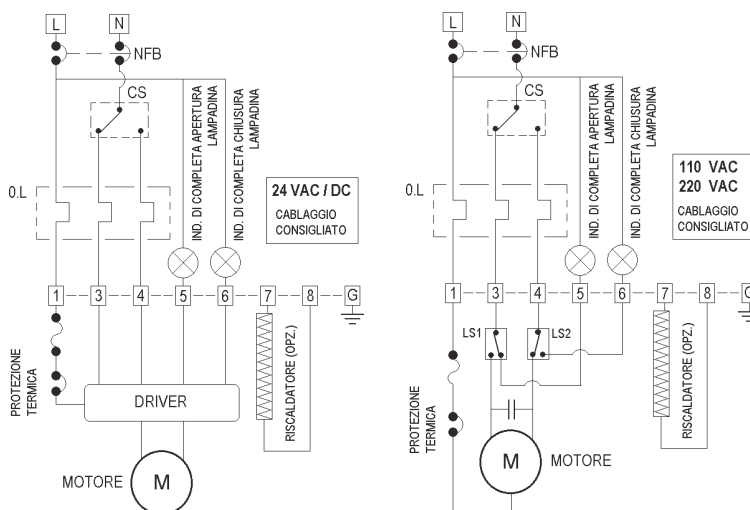 L
N
NFB
CS
IND. DI COMPLETA APERTURA
LAMPADINA
IND. DI COMPLETA CHIUSURA
LAMPADINA
0.L
24 VAC / DC
CABLAGGIO
CONSIGLIATO
1
3
4
5
6
7
8
G
PROTEZIONE
TERMICA
DRIVER
RISCALDATORE (OPZ.)
MOTORE
M
L
N
NFB
CS
IND. DI COMPLETA APERTURA
LAMPADINA
IND. DI COMPLETA CHIUSURA
LAMPADINA
0.L
110 VAC
220 VAC
CABLAGGIO
CONSIGLIATO
1
3
4
5
6
7
8
LS1
LS2
PROTEZIONE
TERMICA
RISCALDATORE (OPZ.)
M
MOTORE